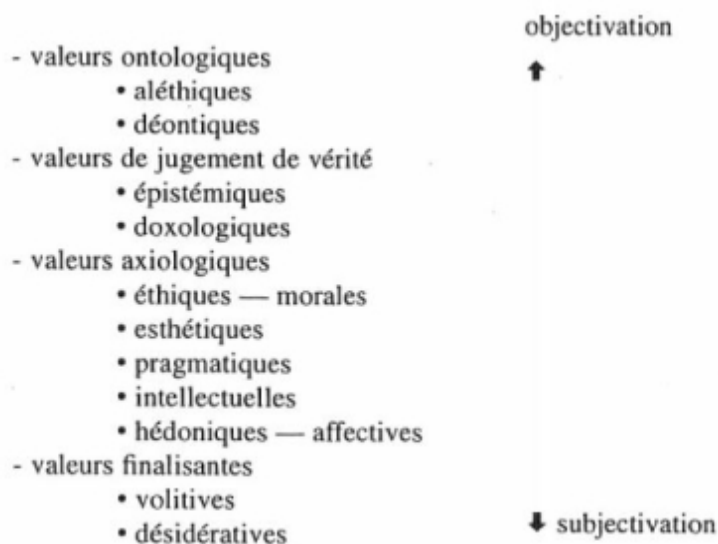 objectivation
- valeurs ontologiques
⬆
• aléthiques
• déontiques
- valeurs de jugement de vérité
• épistémiques
• doxologiques
- valeurs axiologiques
• éthiques — morales
• esthétiques
• pragmatiques
• intellectuelles
• hédoniques — affectives
- valeurs finalisantes
• volitives
• désidératives
⬇ subjectivation